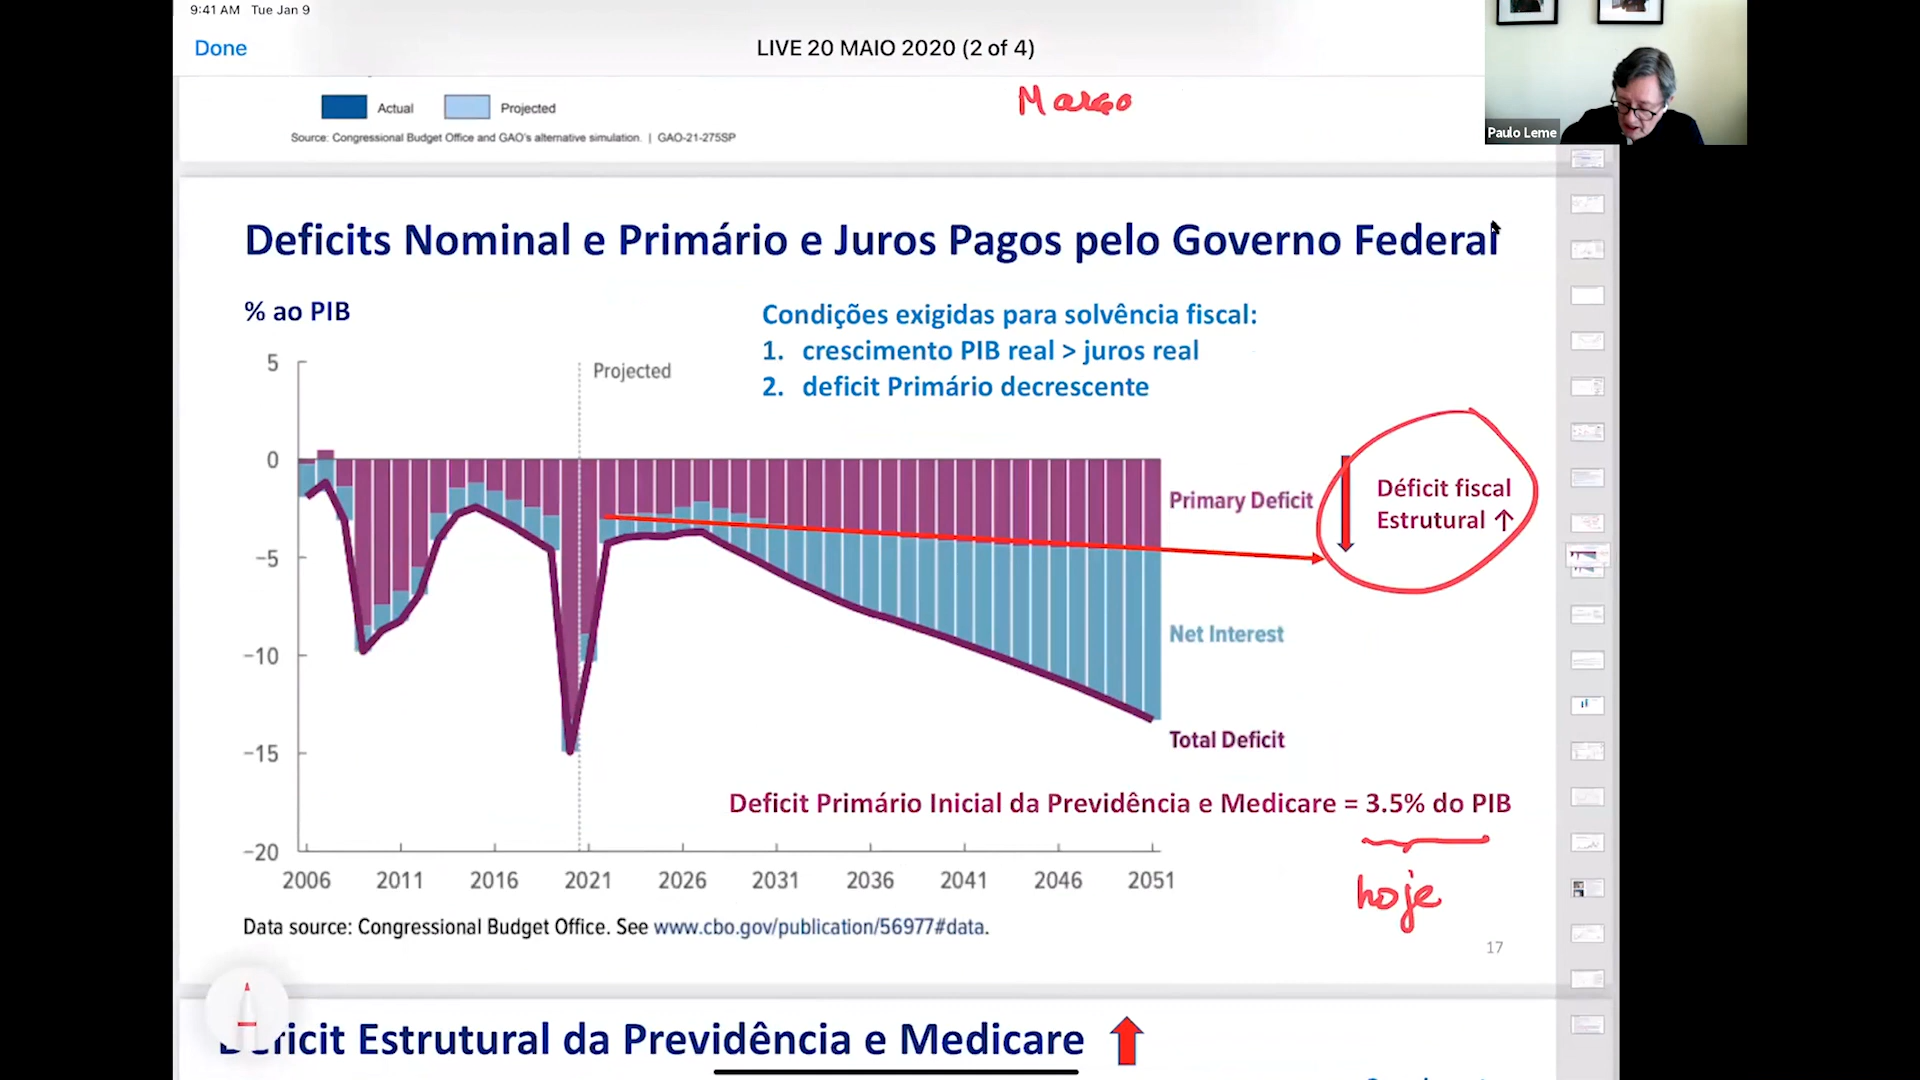 9:41 AM Tue Jan 9
Done
LIVE 20 MAIO 2020 (2 of 4)
Paulo Leme
Actual
Projected
Março
Source: Congressional Budget Office and GAO's alternative simulation. | GAO-21-275SP
Deficits Nominal e Primário e Juros Pagos pelo Governo Federal
% ao PIB
Condições exigidas para solvência fiscal:
1. crescimento PIB real > juros real
2. deficit Primário decrescente
Projected
5
0
−5
−10
−15
−20
Primary Deficit
Déficit fiscal
Estrutural ↑
Net Interest
Total Deficit
Deficit Primário Inicial da Previdência e Medicare = 3.5% do PIB
hoje
2006 2011 2016 2021 2026 2031 2036 2041 2046 2051
Data source: Congressional Budget Office. See www.cbo.gov/publication/56977#data.
17
Deficit Estrutural da Previdência e Medicare